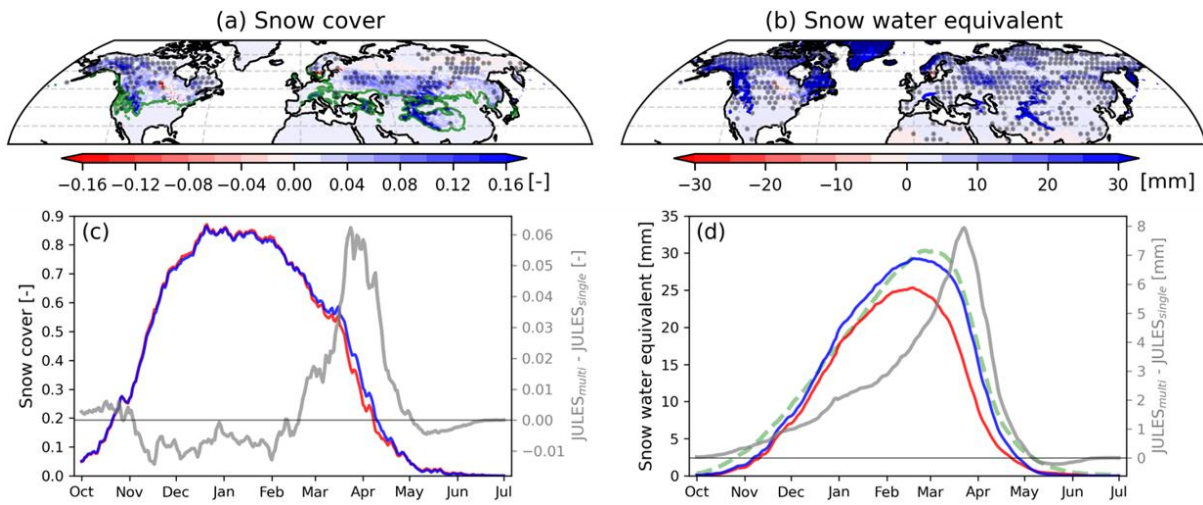 (a) Snow cover
(b) Snow water equivalent
−0.16 −0.12 −0.08 −0.04 0.00 0.04 0.08 0.12 0.16 [-]
−30 −20 −10 0 10 20 30 [mm]
(c)
Snow cover [-]
0.9
0.8
0.7
0.6
0.5
0.4
0.3
0.2
0.1
0.0
Oct Nov Dec Jan Feb Mar Apr May Jun Jul
0.06
0.05
0.04
0.03
0.02
0.01
0.00
−0.01
JULESmulti - JULESsingle [-]
(d)
Snow water equivalent [mm]
35
30
25
20
15
10
5
0
Oct Nov Dec Jan Feb Mar Apr May Jun Jul
8
7
6
5
4
3
2
1
0
JULESmulti - JULESsingle [mm]